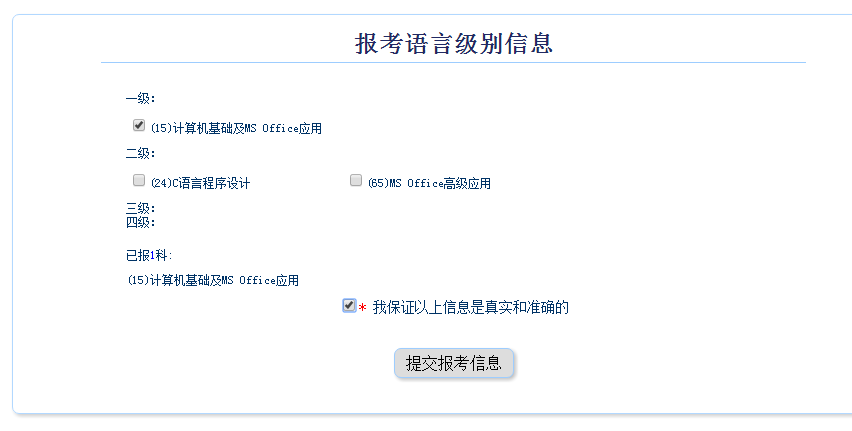 报考语言级别信息
一级:
(15)计算机基础及MS Office应用
二级:
(24)C语言程序设计 (65)MS Office高级应用
三级:
四级:
已报1科:
(15)计算机基础及MS Office应用
* 我保证以上信息是真实和准确的
提交报考信息